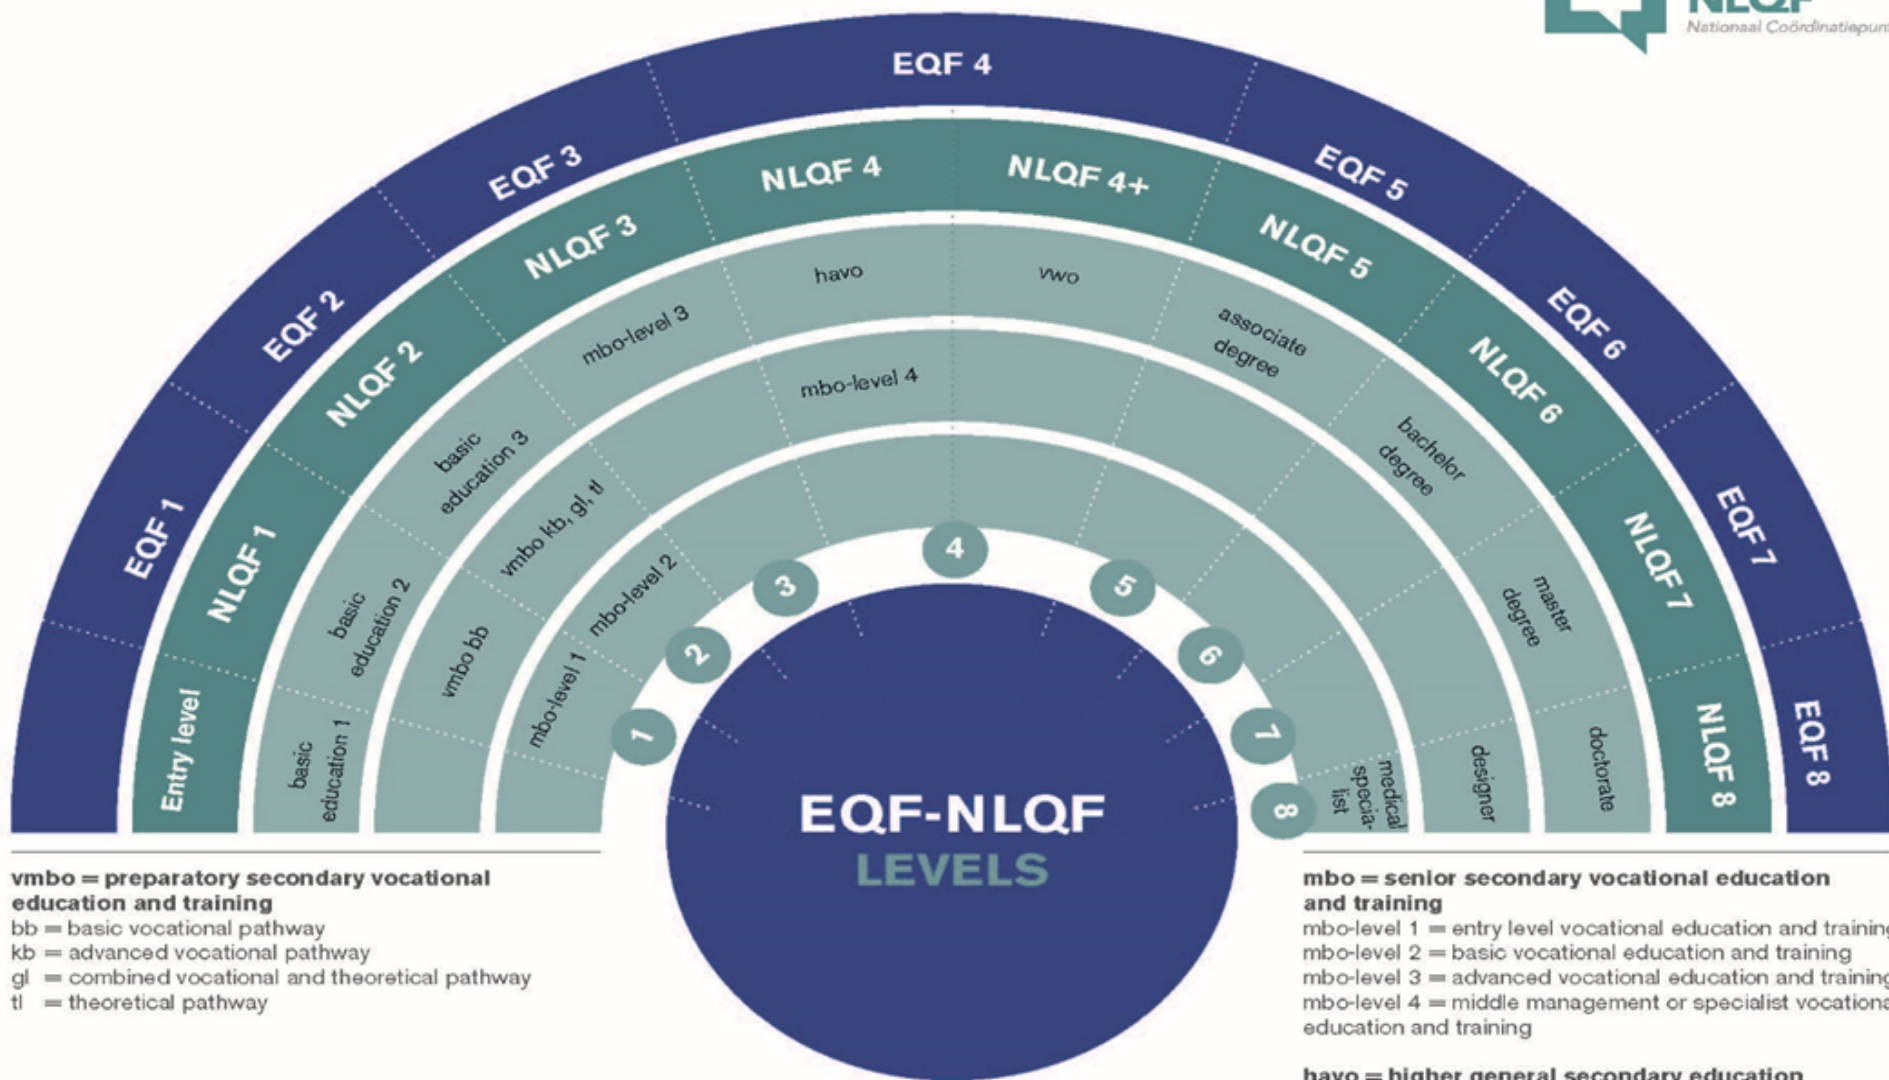 NLQF
Nationaal Coördinatiepunt
EQF 1
EQF 2
EQF 3
EQF 4
EQF 5
EQF 6
EQF 7
EQF 8
Entry level
NLQF 1
NLQF 2
NLQF 3
NLQF 4
NLQF 4+
NLQF 5
NLQF 6
NLQF 7
NLQF 8
basic
education 1
basic
education 2
basic
education 3
mbo-level 3
havo
vwo
associate
degree
bachelor
degree
master
degree
doctorate
vmbo bb
vmbo kb, gl, tl
mbo-level 4
designer
mbo-level 1
mbo-level 2
medical
specia-
list
1
2
3
4
5
6
7
8
EQF-NLQF
LEVELS
vmbo = preparatory secondary vocational
education and training
bb = basic vocational pathway
kb = advanced vocational pathway
gl = combined vocational and theoretical pathway
tl = theoretical pathway
mbo = senior secondary vocational education
and training
mbo-level 1 = entry level vocational education and training
mbo-level 2 = basic vocational education and training
mbo-level 3 = advanced vocational education and training
mbo-level 4 = middle management or specialist vocationa
education and training
havo = higher general secondary education